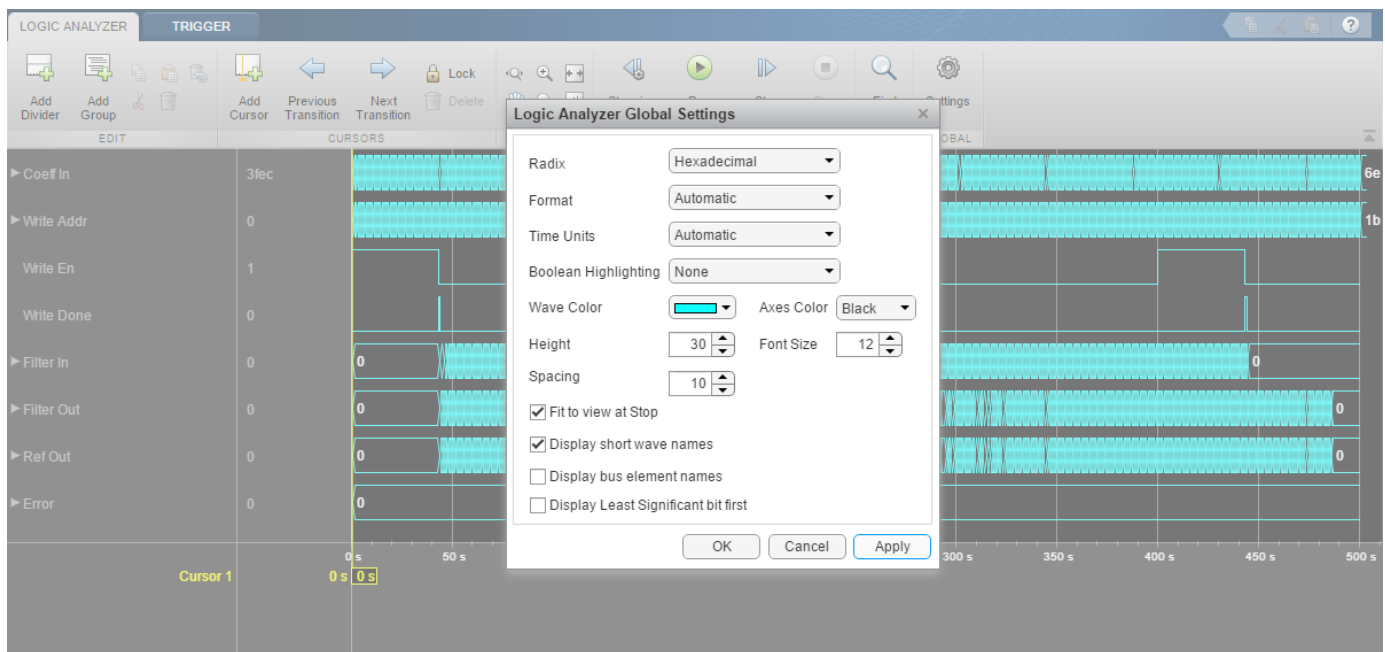 LOGIC ANALYZER TRIGGER
?
Add Divider
Add Group
Add Cursor
Previous Transition
Next Transition
Lock
Delete
Settings
EDIT CURSORS
Logic Analyzer Global Settings ×
Radix Hexadecimal
Format Automatic
Time Units Automatic
Boolean Highlighting None
Wave Color Axes Color Black
Height 30 Font Size 12
Spacing 10
Fit to view at Stop
Display short wave names
Display bus element names
Display Least Significant bit first
OK Cancel Apply
Coeff In 3fec 6e
Write Addr 0 1b
Write En 1
Write Done 0
Filter In 0 0 0
Filter Out 0 0 0
Ref Out 0 0 0
Error 0 0
0 s 50 s 300 s 350 s 400 s 450 s 500 s
Cursor 1 0 s 0 s